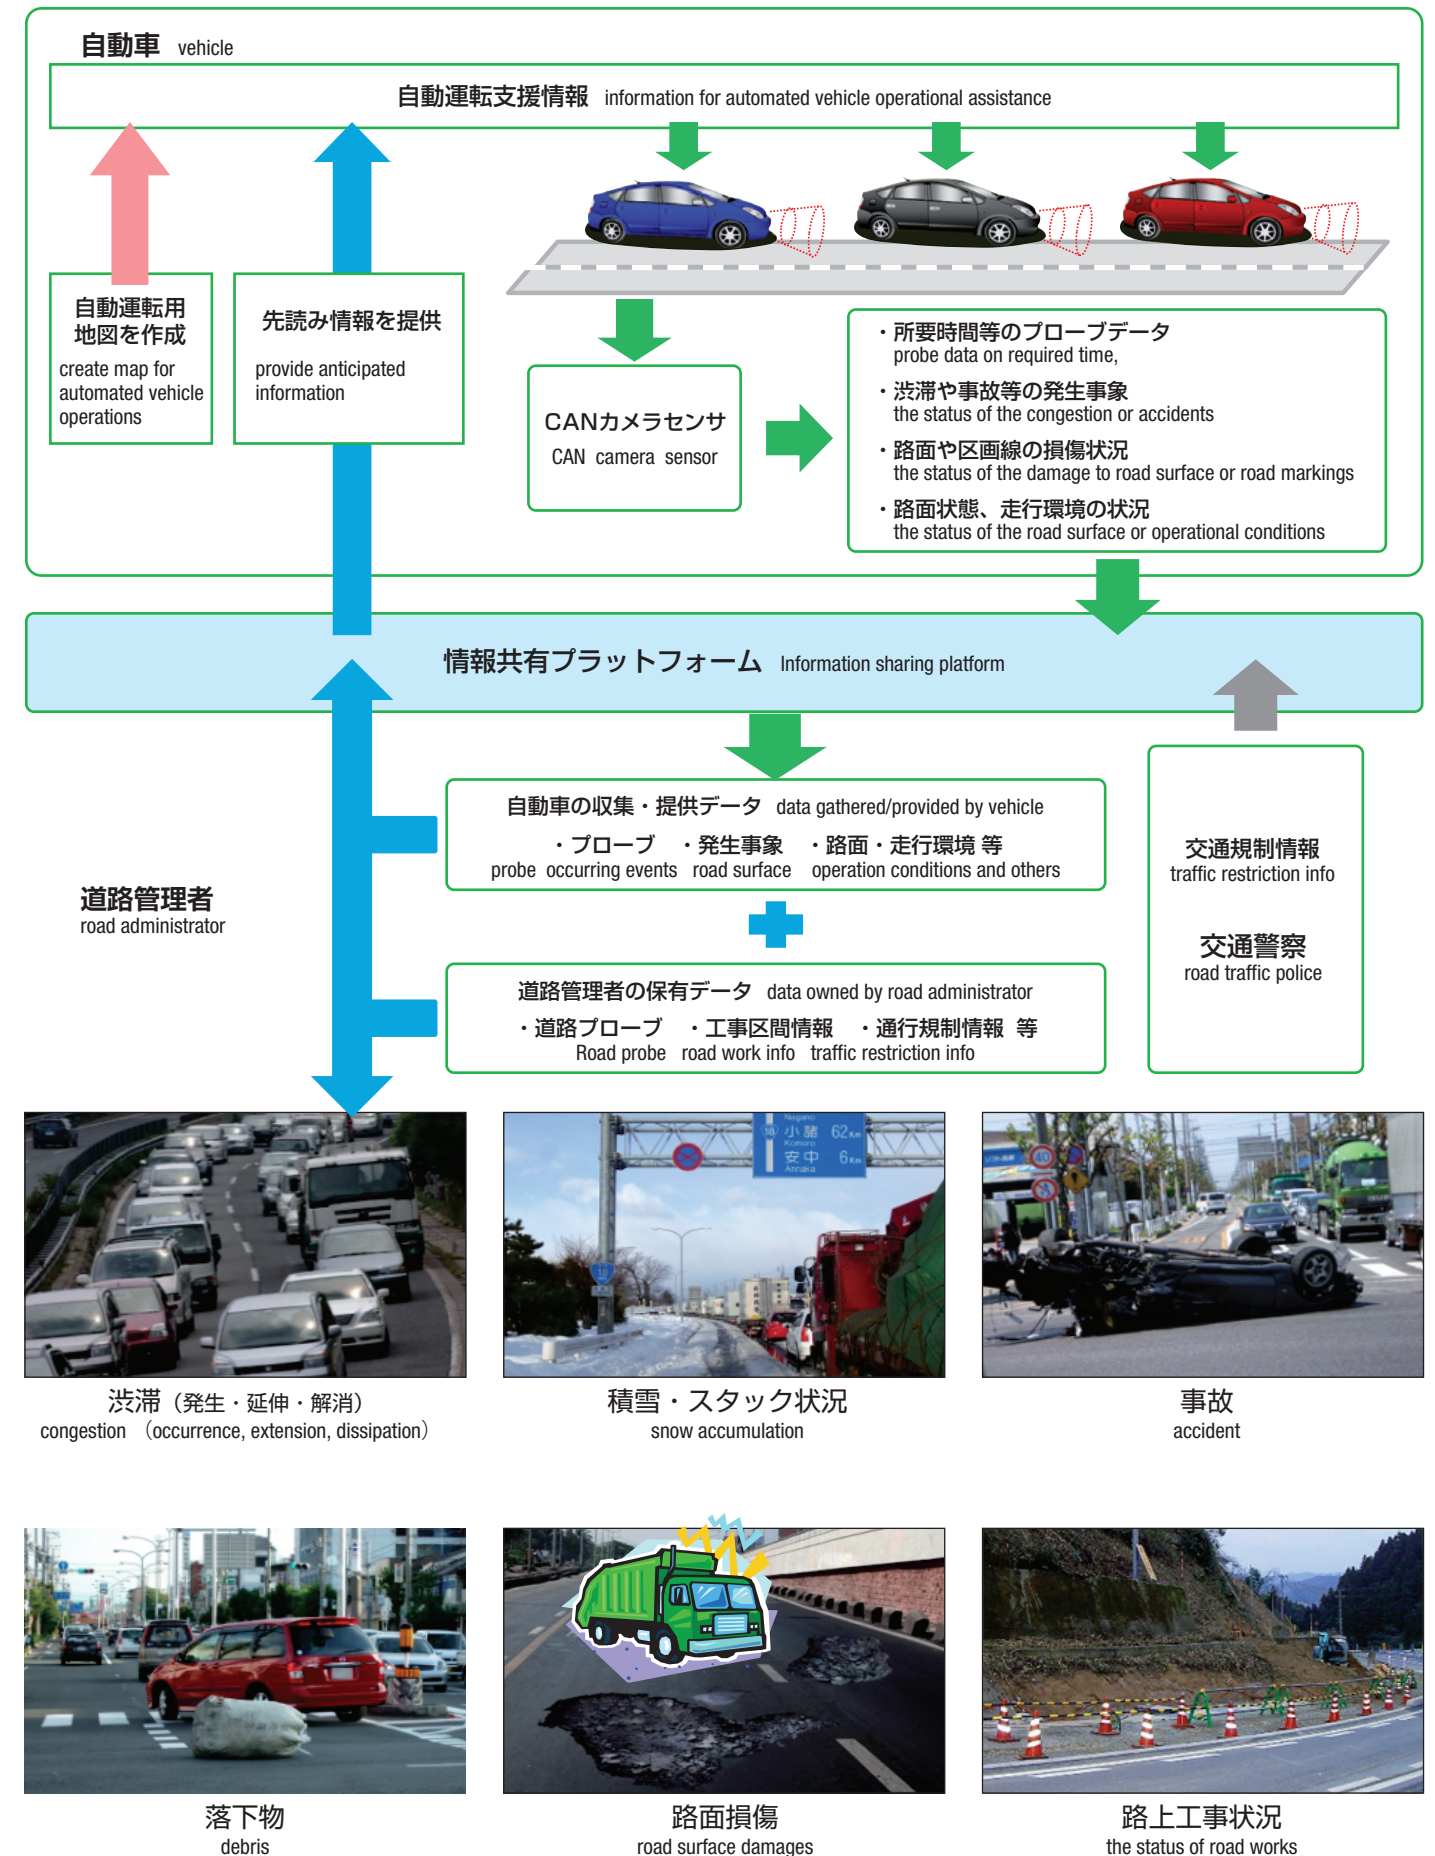 自動車 vehicle
自動運転支援情報 information for automated vehicle operational assistance
自動運転用
地図を作成
create map for
automated vehicle
operations
先読み情報を提供
provide anticipated
information
CANカメラセンサ
CAN camera sensor
・所要時間等のプローブデータ
probe data on required time,
・渋滞や事故等の発生事象
the status of the congestion or accidents
・路面や区画線の損傷状況
the status of the damage to road surface or road markings
・路面状態、走行環境の状況
the status of the road surface or operational conditions
情報共有プラットフォーム Information sharing platform
自動車の収集・提供データ data gathered/provided by vehicle
・プローブ ・発生事象 ・路面・走行環境 等
probe occurring events road surface operation conditions and others
道路管理者
road administrator
道路管理者の保有データ data owned by road administrator
・道路プローブ ・工事区間情報 ・通行規制情報 等
Road probe road work info traffic restriction info
交通規制情報
traffic restriction info
交通警察
road traffic police
Nagano
18 小諸 62Km
Komoro
安中 6Km
Annaka
18
40
渋滞（発生・延伸・解消）
congestion （occurrence, extension, dissipation）
積雪・スタック状況
snow accumulation
事故
accident
落下物
debris
路面損傷
road surface damages
路上工事状況
the status of road works